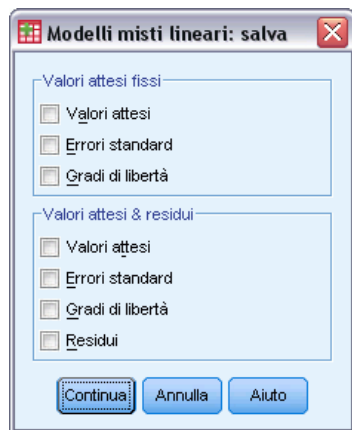 Modelli misti lineari: salva
Valori attesi fissi
Valori attesi
Errori standard
Gradi di libertà
Valori attesi & residui
Valori attesi
Errori standard
Gradi di libertà
Residui
Continua Annulla Aiuto